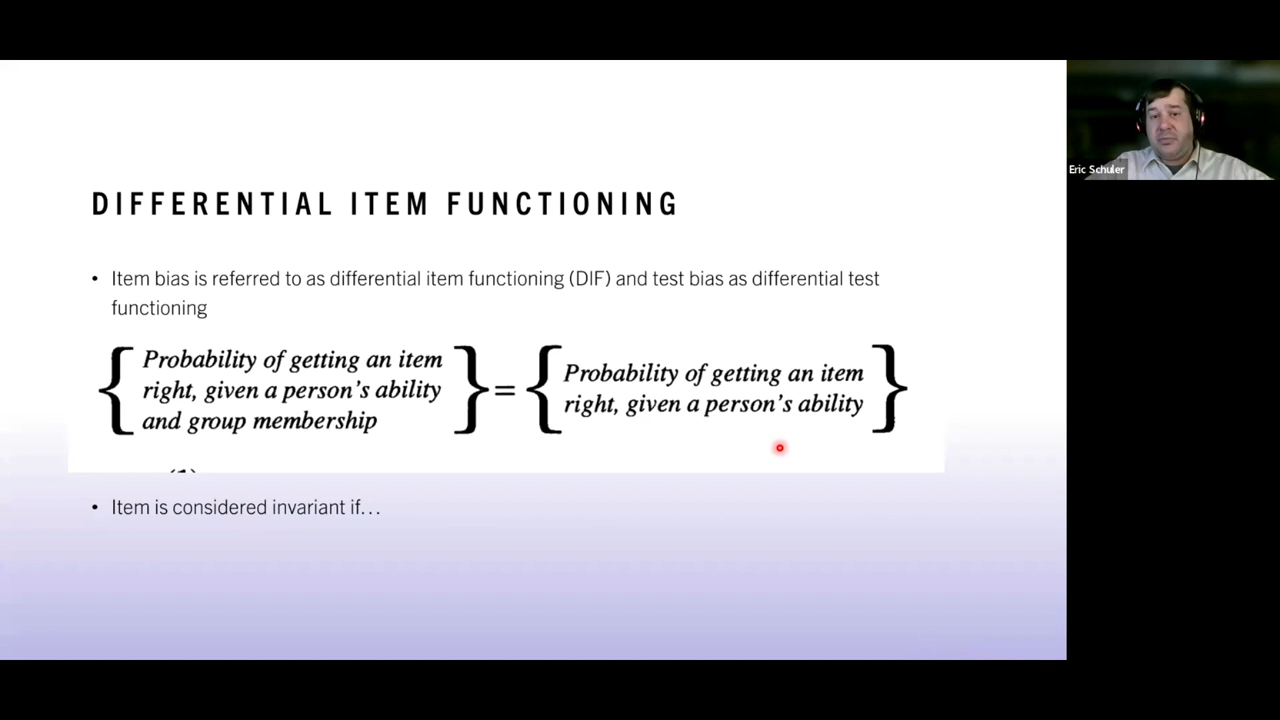 DIFFERENTIAL ITEM FUNCTIONING
• Item bias is referred to as differential item functioning (DIF) and test bias as differential test
functioning
{ Probability of getting an item
right, given a person's ability
and group membership } = { Probability of getting an item
right, given a person's ability }
• Item is considered invariant if…
Eric Schuler